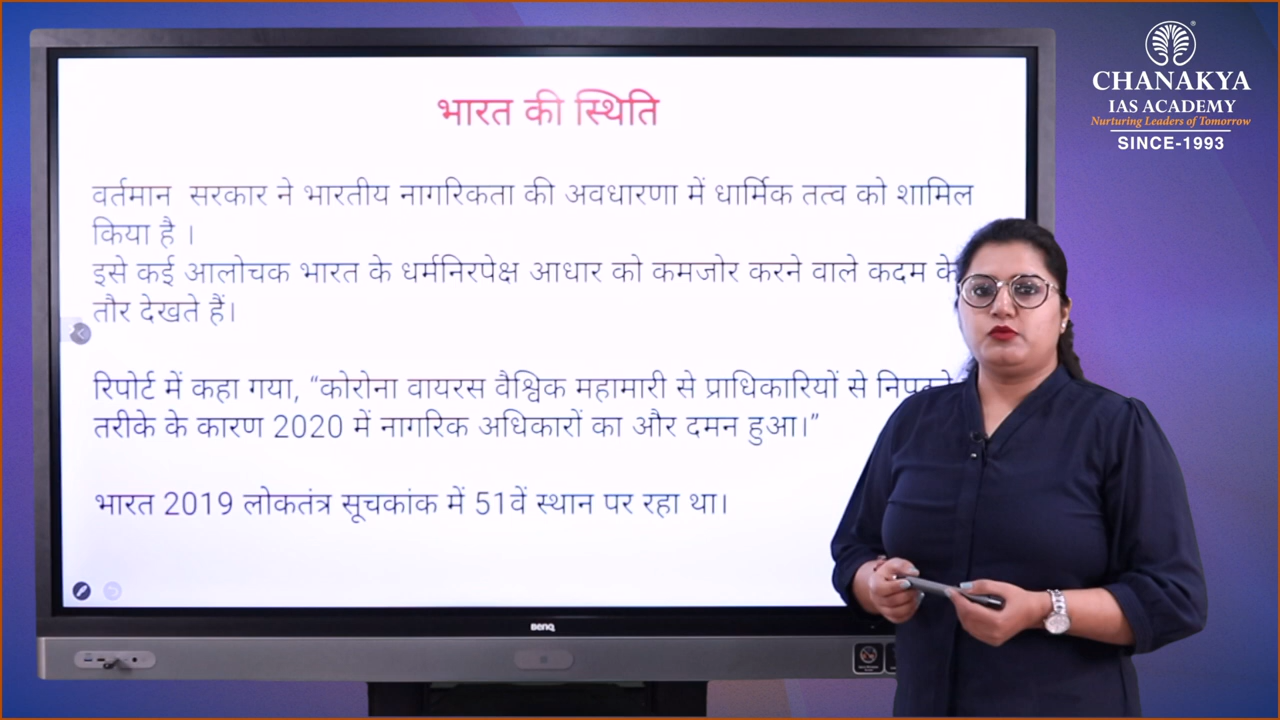 भारत की स्थिति
वर्तमान सरकार ने भारतीय नागरिकता की अवधारणा में धार्मिक तत्व को शामिल
किया है ।
इसे कई आलोचक भारत के धर्मनिरपेक्ष आधार को कमजोर करने वाले कदम के
तौर देखते हैं।
रिपोर्ट में कहा गया, “कोरोना वायरस वैश्विक महामारी से प्राधिकारियों से
तरीके के कारण 2020 में नागरिक अधिकारों का और दमन हुआ।”
भारत 2019 लोकतंत्र सूचकांक में 51वें स्थान पर रहा था।
BenQ
CHANAKYA
IAS ACADEMY
Nurturing Leaders of Tomorrow
SINCE-1993